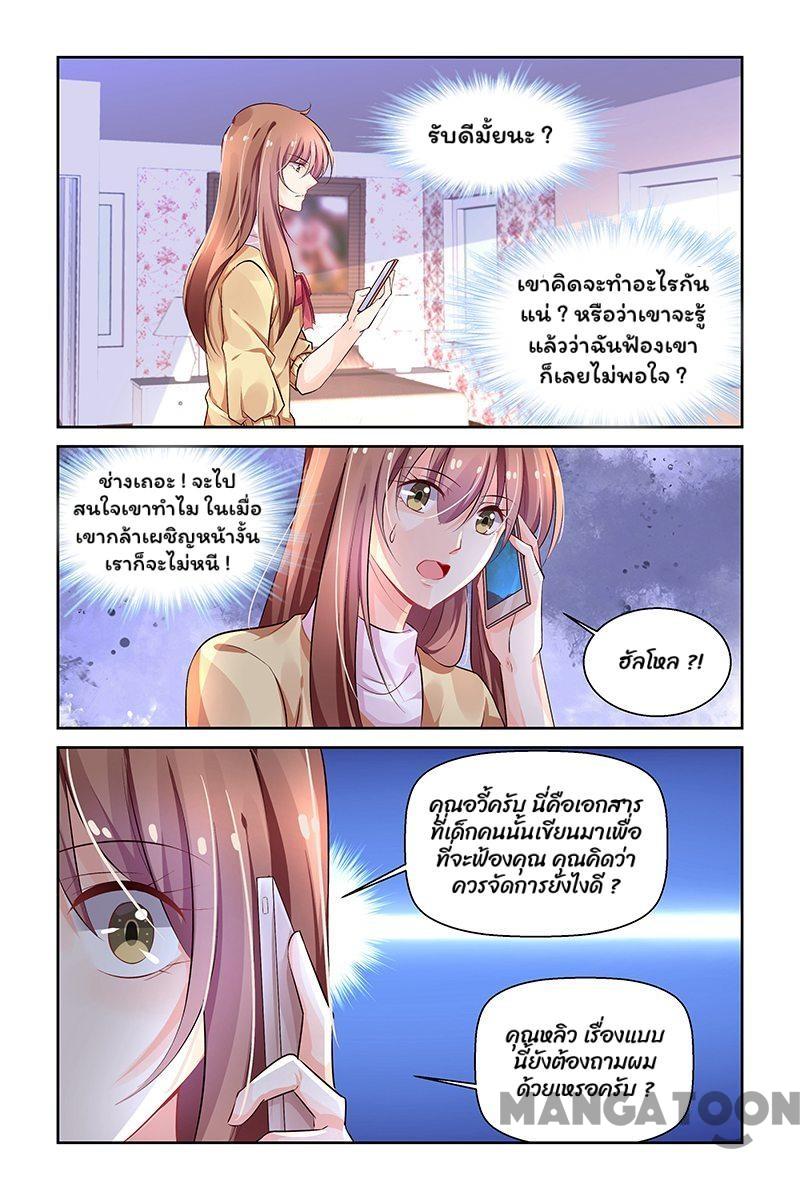 รับดีมั้ยนะ ?
เขาคิดจะทำอะไรกัน
แน่ ? หรือว่าเขาจะรู้
แล้วว่าฉันฟ้องเขา
ก็เลยไม่พอใจ ?
ช่างเถอะ ! จะไป
สนใจเขาทำไม ในเมื่อ
เขากล้าเผชิญหน้างั้น
เราก็จะไม่หนี !
ฮัลโหล ?!
คุณอวี้ครับ นี่คือเอกสาร
ที่เด็กคนนั้นเขียนมาเพื่อ
ที่จะฟ้องคุณ คุณคิดว่า
ควรจัดการยังไงดี ?
คุณหลิว เรื่องแบบ
นี้ยังต้องถามผม
ด้วยเหรอครับ ?
MANGATOON